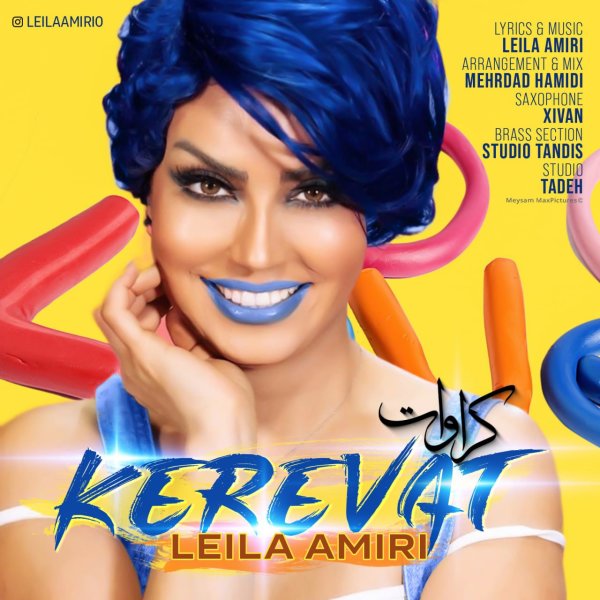 LEILAAMIRIO
LYRICS & MUSIC
LEILA AMIRI
ARRANGEMENT & MIX
MEHRDAD HAMIDI
SAXOPHONE
XIVAN
BRASS SECTION
STUDIO TANDIS
STUDIO
TADEH
Meysam MaxPictures©
کراوات
KEREVAT
LEILA AMIRI